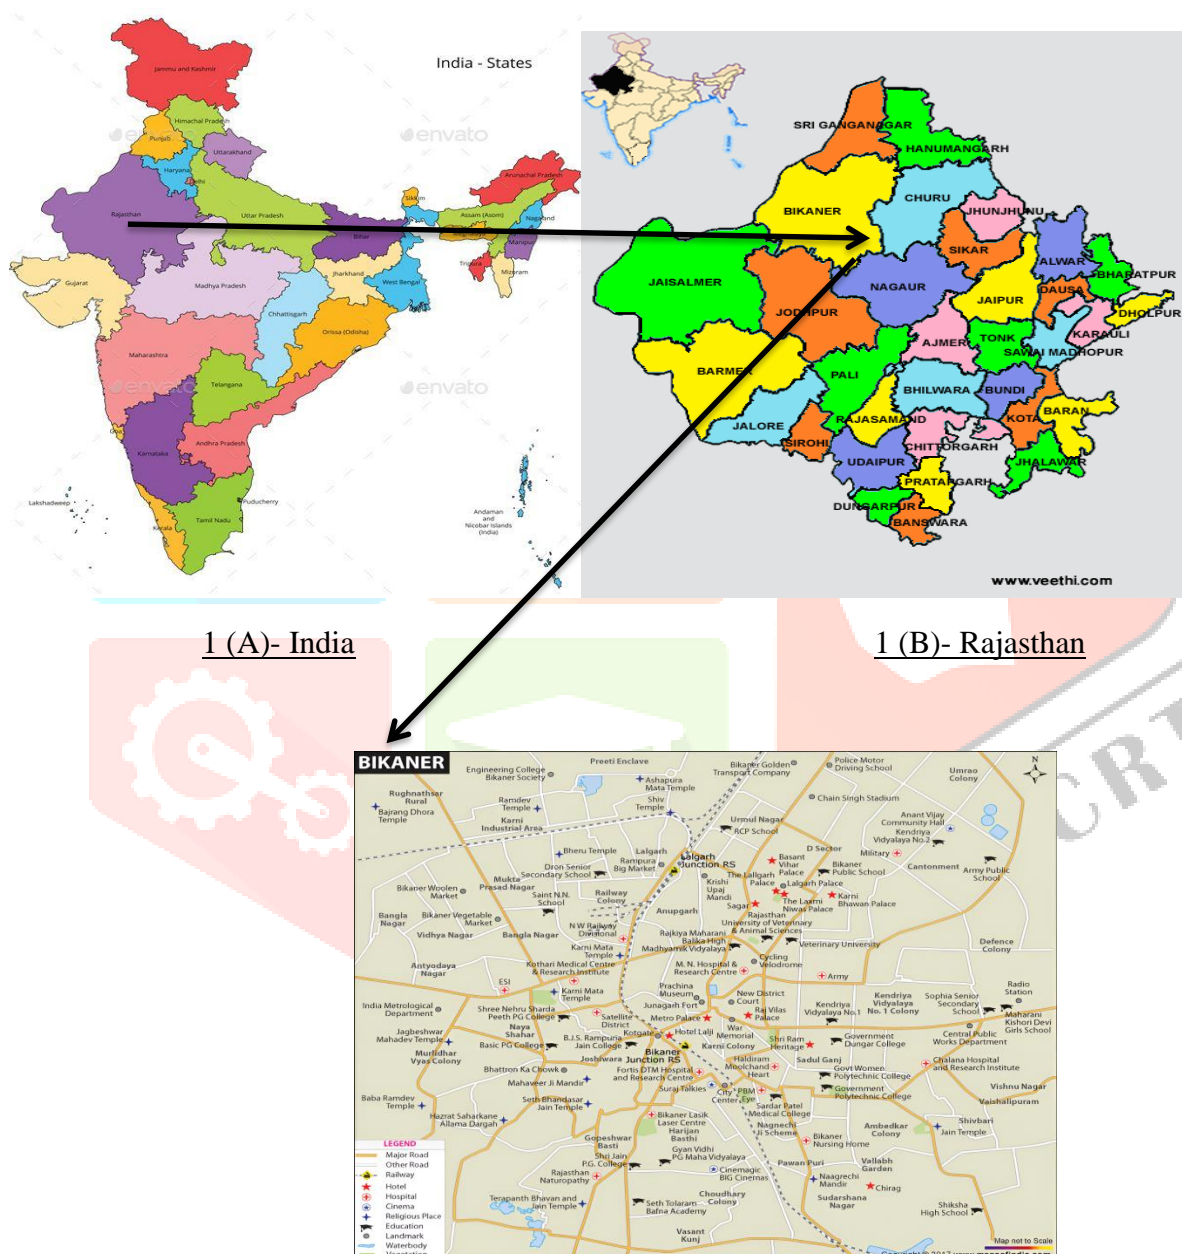 India - States
Jammu and Kashmir
Himachal Pradesh
Punjab
Uttarakhand
Haryana
Delhi
envato
envato
Arunachal Pradesh
Rajasthan
Uttar Pradesh
Sikkim
Assam (Asom)
Nagaland
Bihar
Manipur
Tripura
Mizoram
Gujarat
Madhya Pradesh
Jharkhand
West Bengal
Chhattisgarh
Orissa (Odisha)
Maharashtra
Telangana
envato
envato
Goa
Andhra Pradesh
Karnataka
Lakshadweep
Puducherry
Kerala
Tamil Nadu
Andaman
and
Nicobar Islands
(India)
SRI GANGANAGAR
HANUMANGARH
BIKANER
CHURU
JHUNJHUNU
SIKAR
ALWAR
BHARATPUR
JAISALMER
NAGAUR
JAIPUR
DAUSA
DHOLPUR
JODHPUR
KARAULI
AJMER
TONK
SAWAI MADHOPUR
BARMER
PALI
BHILWARA
BUNDI
KOTA
BARAN
JALORE
RAJASAMAND
SIROHI
CHITTORGARH
UDAIPUR
JHALAWAR
PRATAPGARH
DUNGARPUR
BANSWARA
www.veethi.com
1 (A)- India
1 (B)- Rajasthan
CRT
BIKANER
N
Engineering College
Bikaner Society
Preeti Enclave
Bikaner Golden
Transport Company
Police Motor
Driving School
Umrao
Colony
Ashapura
Mata Temple
Rughnathsar
Rural
Bajrang Dhora
Temple
Ramdev
Temple
Karni
Industrial Area
Shiv
Temple
Chain Singh Stadium
Urmul Nagar
RCP School
Anant Vijay
Community Hall
Kendriya
Vidyalaya No.2
Bheru Temple
Lalgarh
Rampura
Big Market
Lalgarh
Junction RS
D Sector
Basant
Vihar
Palace
Military
Cantonment
Army Public
School
Dron Senior
Secondary School
Mukta
Prasad Nagar
Bikaner
Public School
Krishi
Upaj
Mandi
The Lallgarh
Palace
Lalgarh Palace
The Laxmi
Niwas Palace
Karni
Bhawan Palace
Bikaner Woolen
Market
Saint N.N.
School
Railway
Colony
Anupgarh
Sagar
Bangla
Nagar
Bikaner Vegetable
Market
Vidhya Nagar
Bangla Nagar
N W Railway
Divisional
Rajasthan
University of Veterinary
& Animal Sciences
Rajkiya Maharani
Balika High
Madhyamik Vidyalaya
Veterinary University
Defence
Colony
Karni Mata
Temple
Antyodaya
Nagar
Kothari Medical Centre
& Research Institute
M. N. Hospital &
Research Centre
Cycling
Velodrome
Army
ESI
Karni Mata
Temple
Prachina
Museum
Junagarh Fort
New District
Court
Radio
Station
India Metrological
Department
Shree Nehru Sharda
Peeth PG College
Satellite
District
Metro Palace
Raj Vilas
Palace
Kendriya
Vidyalaya No.1
Kendriya
Vidyalaya
No. 1 Colony
Sophia Senior
Secondary
School
Maharani
Kishori Devi
Girls School
Jagbeshwar
Mahadev Temple
Naya
Shahar
Basic PG College
B.J.S. Rampuria
Jain College
Kotgate
Hotel Lalji
War
Memorial
Karni Colony
Shri Ram
Heritage
Government
Dungar College
Central Public
Works Department
Murlidhar
Vyas Colony
Joshiwara
Bikaner
Junction RS
Haldiram
Moolchand
Heart
Sadul Ganj
Chalana Hospital
and Research Institute
Bhattron Ka Chowk
Mahaveer Ji Mandir
Fortis DTM Hospital
and Research Centre
Govt Women
Polytechnic College
Suraj Talkies
City
Center
PBM
Eye
Government
Polytechnic College
Vishnu Nagar
Vaishalipuram
Baba Ramdev
Temple
Seth Bhandasar
Jain Temple
Sardar Patel
Medical College
Hazrat Saharkane
Allama Dargah
Bikaner Lasik
Laser Centre
Harijan
Basthi
Nagnechi
Ji Scheme
Ambedkar
Colony
Shivbari
Jain Temple
Gopeshwar
Basti
Gyan Vidhi
PG Maha Vidyalaya
Bikaner
Nursing Home
Shri Jain
P.G. College
Rajasthan
Naturopathy
Cinemagic
BIG Cinemas
Pawan Puri
Vallabh
Garden
Naagrechi
Mandir
Chirag
Terapanth Bhavan and
Jain Temple
Choudhary
Colony
Sudarshana
Nagar
Seth Tolaram
Bafna Academy
Shiksha
High School
Vasant
Kunj
LEGEND
Major Road
Other Road
Railway
Hotel
Hospital
Cinema
Religious Place
Education
Landmark
Waterbody
Map not to Scale